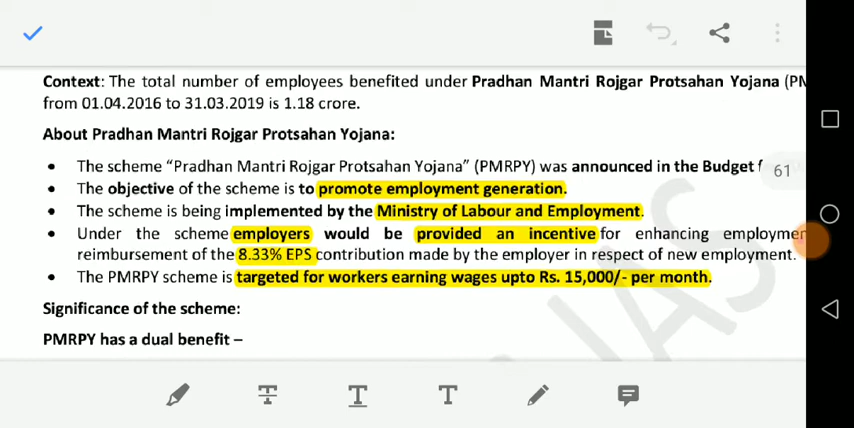 Context: The total number of employees benefited under Pradhan Mantri Rojgar Protsahan Yojana (PM
from 01.04.2016 to 31.03.2019 is 1.18 crore.
About Pradhan Mantri Rojgar Protsahan Yojana:
• The scheme “Pradhan Mantri Rojgar Protsahan Yojana” (PMRPY) was announced in the Budget f
61
• The objective of the scheme is to promote employment generation.
• The scheme is being implemented by the Ministry of Labour and Employment.
• Under the scheme employers would be provided an incentive for enhancing employmen
reimbursement of the 8.33% EPS contribution made by the employer in respect of new employment.
• The PMRPY scheme is targeted for workers earning wages upto Rs. 15,000/- per month.
Significance of the scheme:
PMRPY has a dual benefit –
IAS
T T T